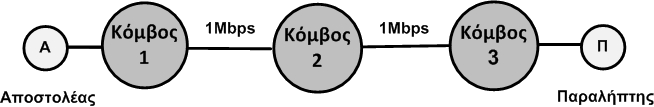 Α
Κόμβος
1
1Mbps
Κόμβος
2
1Mbps
Κόμβος
3
Π
Αποστολέας
Παραλήπτης